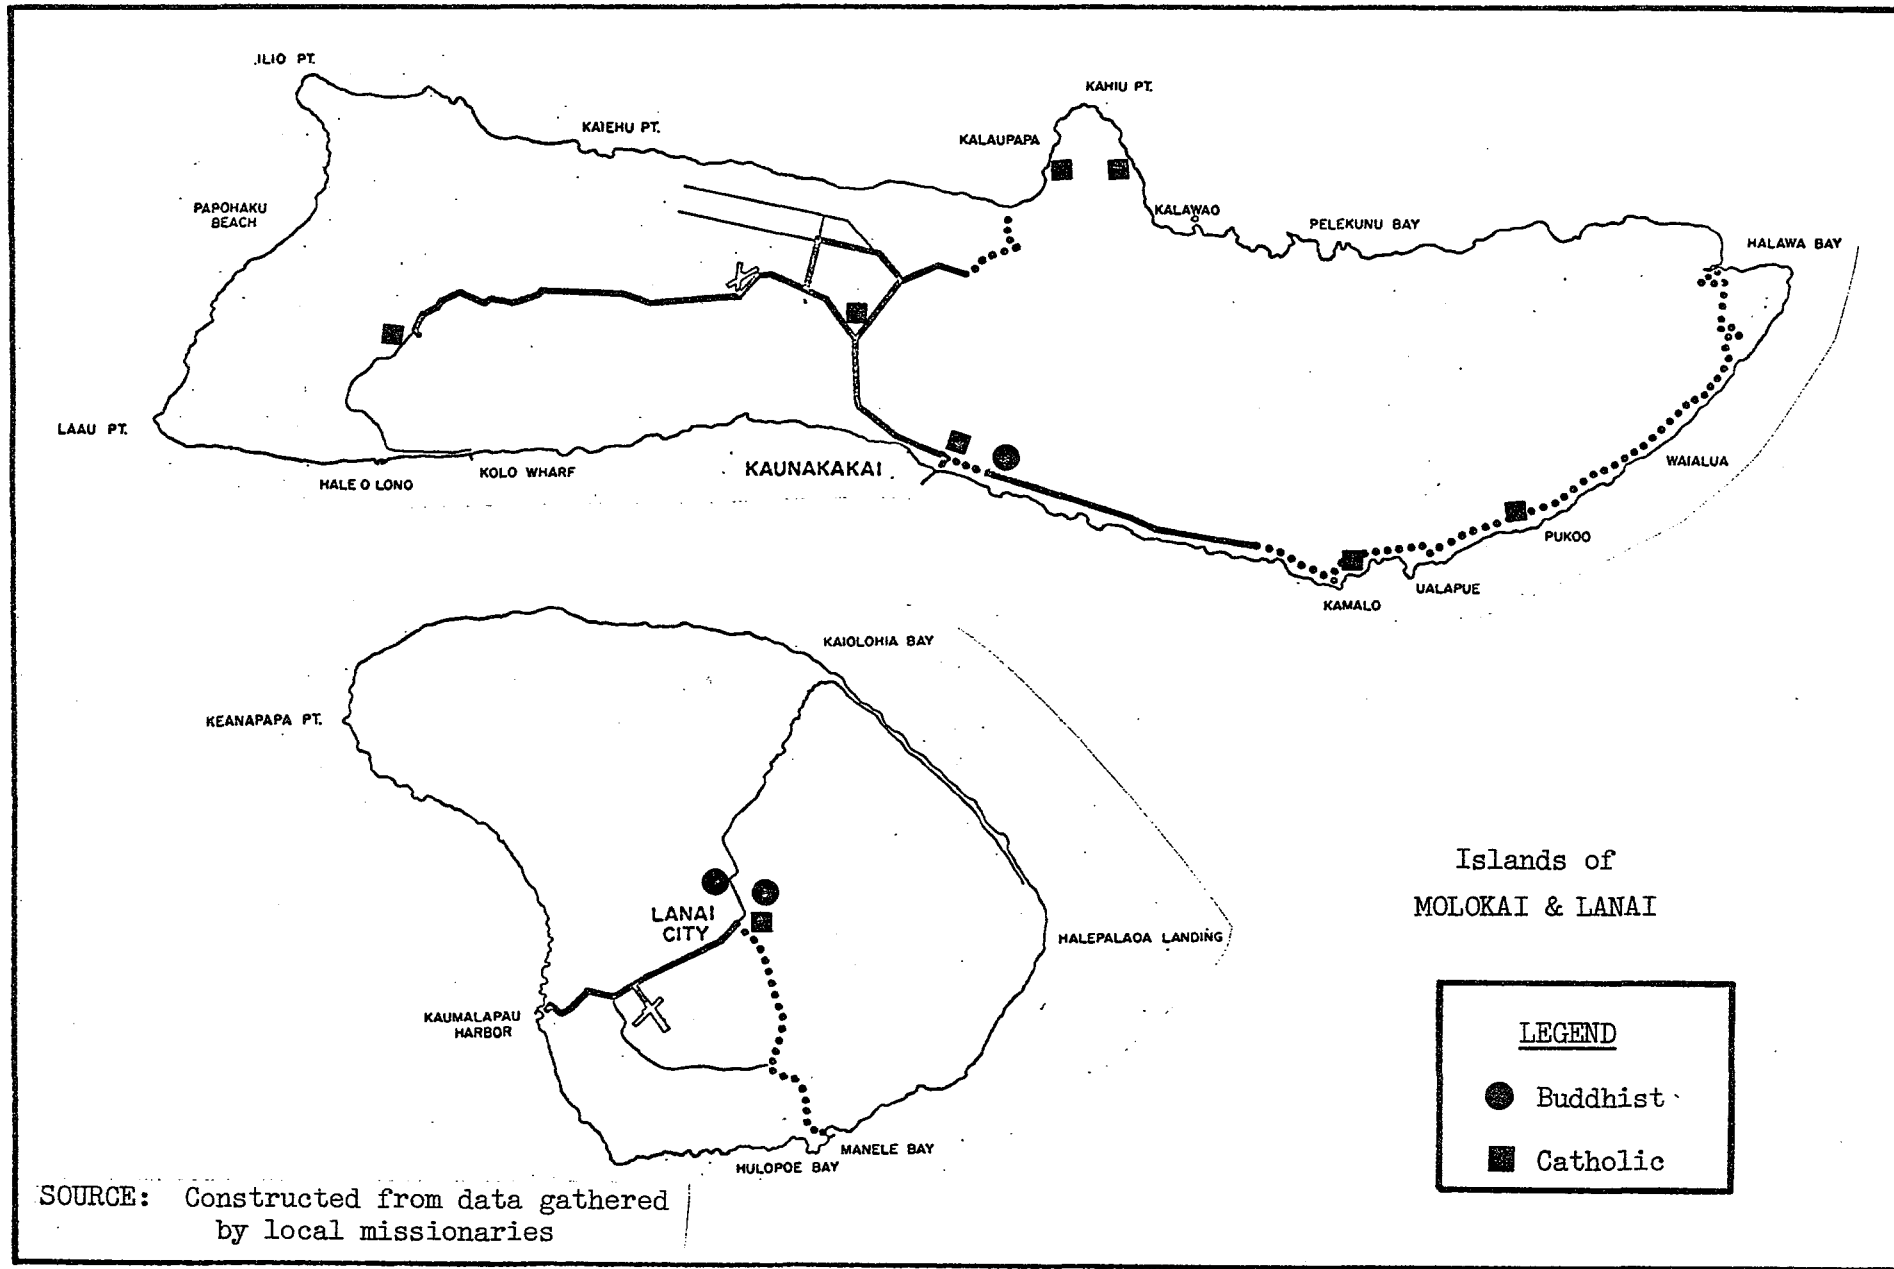 ILIO PT.
KAHIU PT.
KAIEHU PT.
KALAUPAPA
PAPOHAKU
BEACH
KALAWAO
PELEKUNU BAY
HALAWA BAY
LAAU PT.
HALE O LONO
KOLO WHARF
KAUNAKAKAI
WAIALUA
PUKOO
UALAPUE
KAMALO
KAIOLOHIA BAY
KEANAPAPA PT.
LANAI
CITY
HALEPALAOA LANDING
KAUMALAPAU
HARBOR
MANELE BAY
HULOPOE BAY
Islands of
MOLOKAI & LANAI
LEGEND
Buddhist
Catholic
SOURCE: Constructed from data gathered
by local missionaries